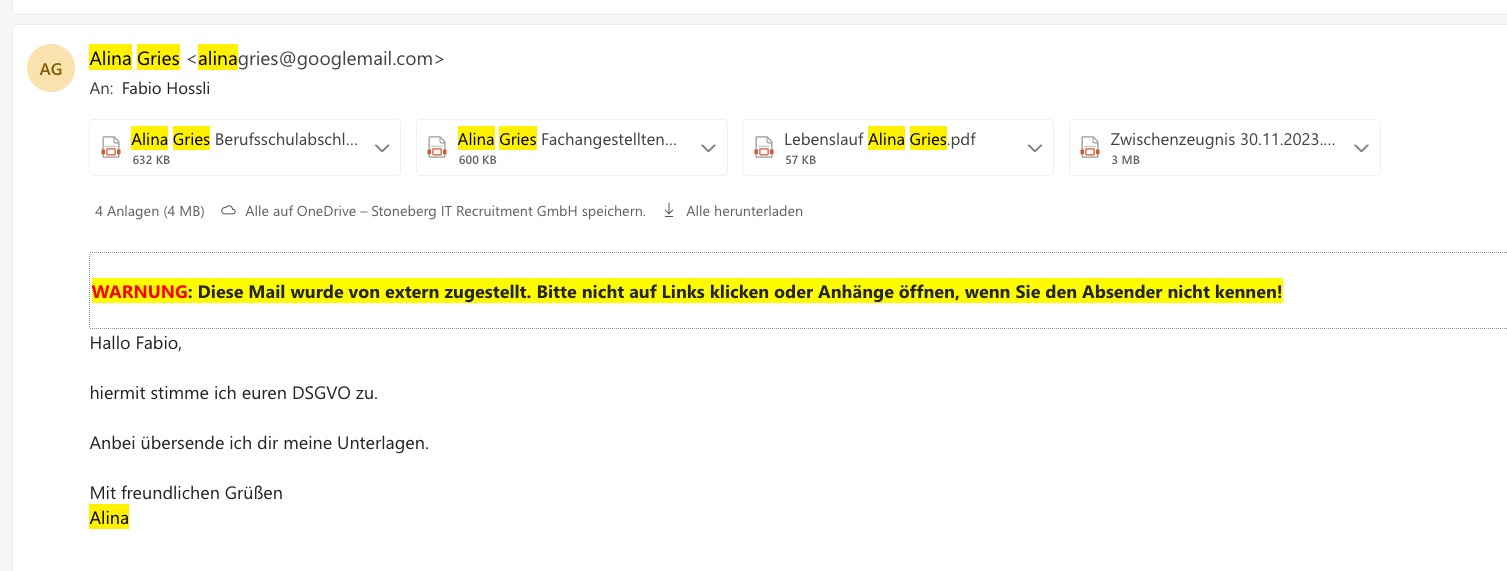 AG
Alina Gries <alinagries@googlemail.com>
An: Fabio Hossli
Alina Gries Berufsschulabschl...
632 KB
Alina Gries Fachangestellten...
600 KB
Lebenslauf Alina Gries.pdf
57 KB
Zwischenzeugnis 30.11.2023....
3 MB
4 Anlagen (4 MB) Alle auf OneDrive – Stoneberg IT Recruitment GmbH speichern. Alle herunterladen
WARNUNG: Diese Mail wurde von extern zugestellt. Bitte nicht auf Links klicken oder Anhänge öffnen, wenn Sie den Absender nicht kennen!
Hallo Fabio,
hiermit stimme ich euren DSGVO zu.
Anbei übersende ich dir meine Unterlagen.
Mit freundlichen Grüßen
Alina